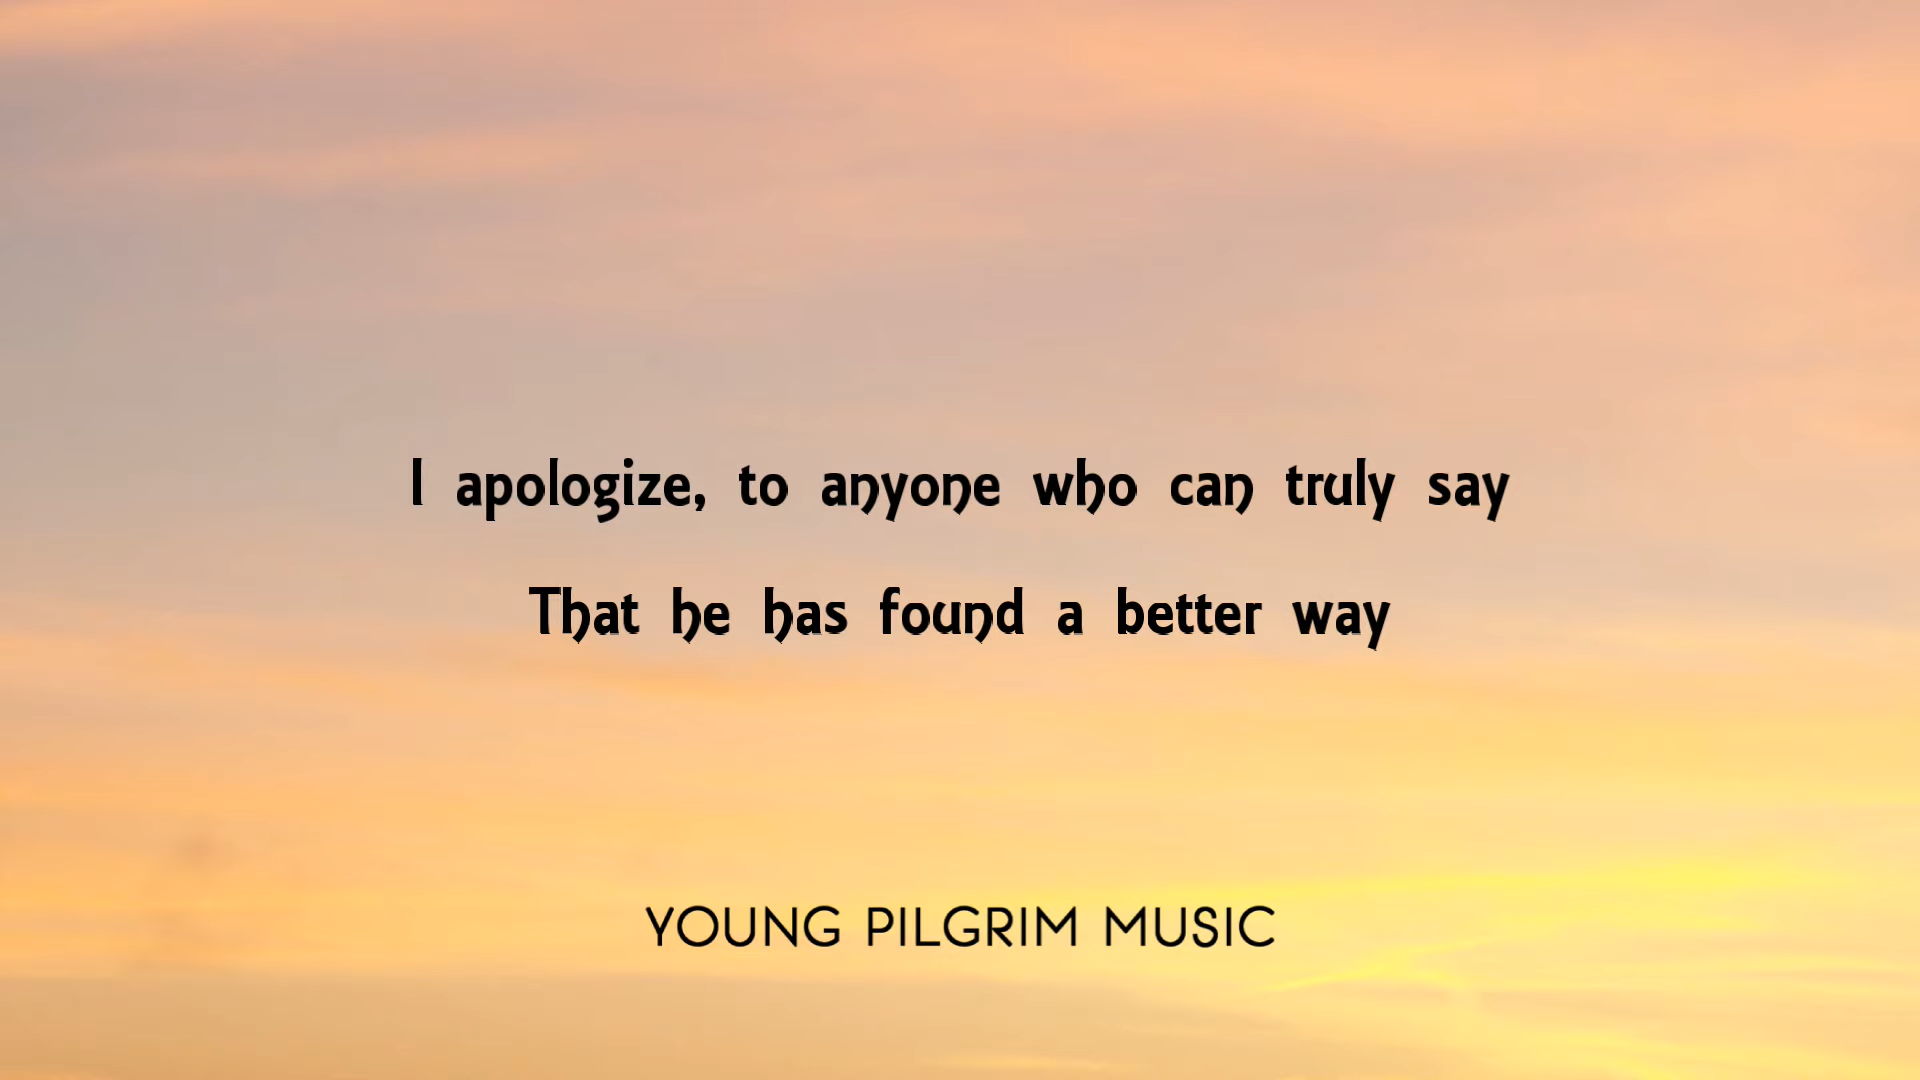 I apologize, to anyone who can truly say
That he has found a better way
YOUNG PILGRIM MUSIC